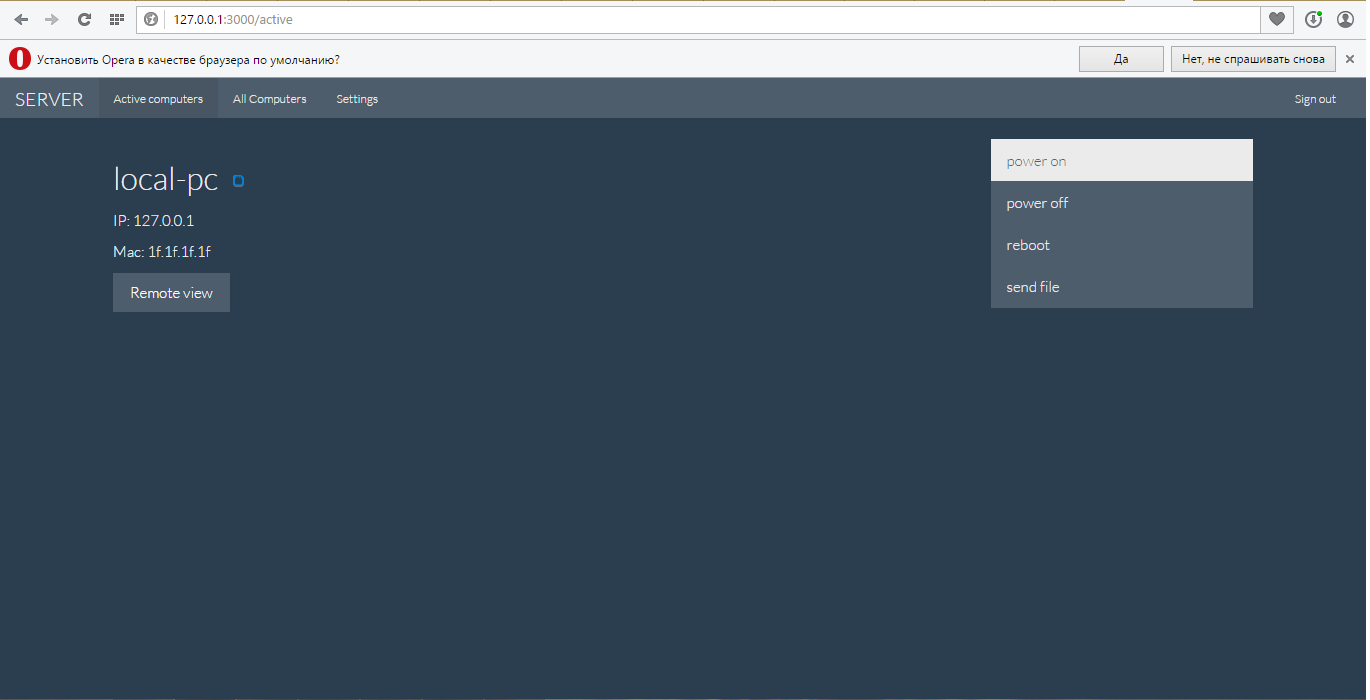 127.0.0.1:3000/active
Установить Opera в качестве браузера по умолчанию? Да Нет, не спрашивать снова
SERVER Active computers All Computers Settings Sign out
local-pc
IP: 127.0.0.1
Mac: 1f.1f.1f.1f
Remote view
power on
power off
reboot
send file